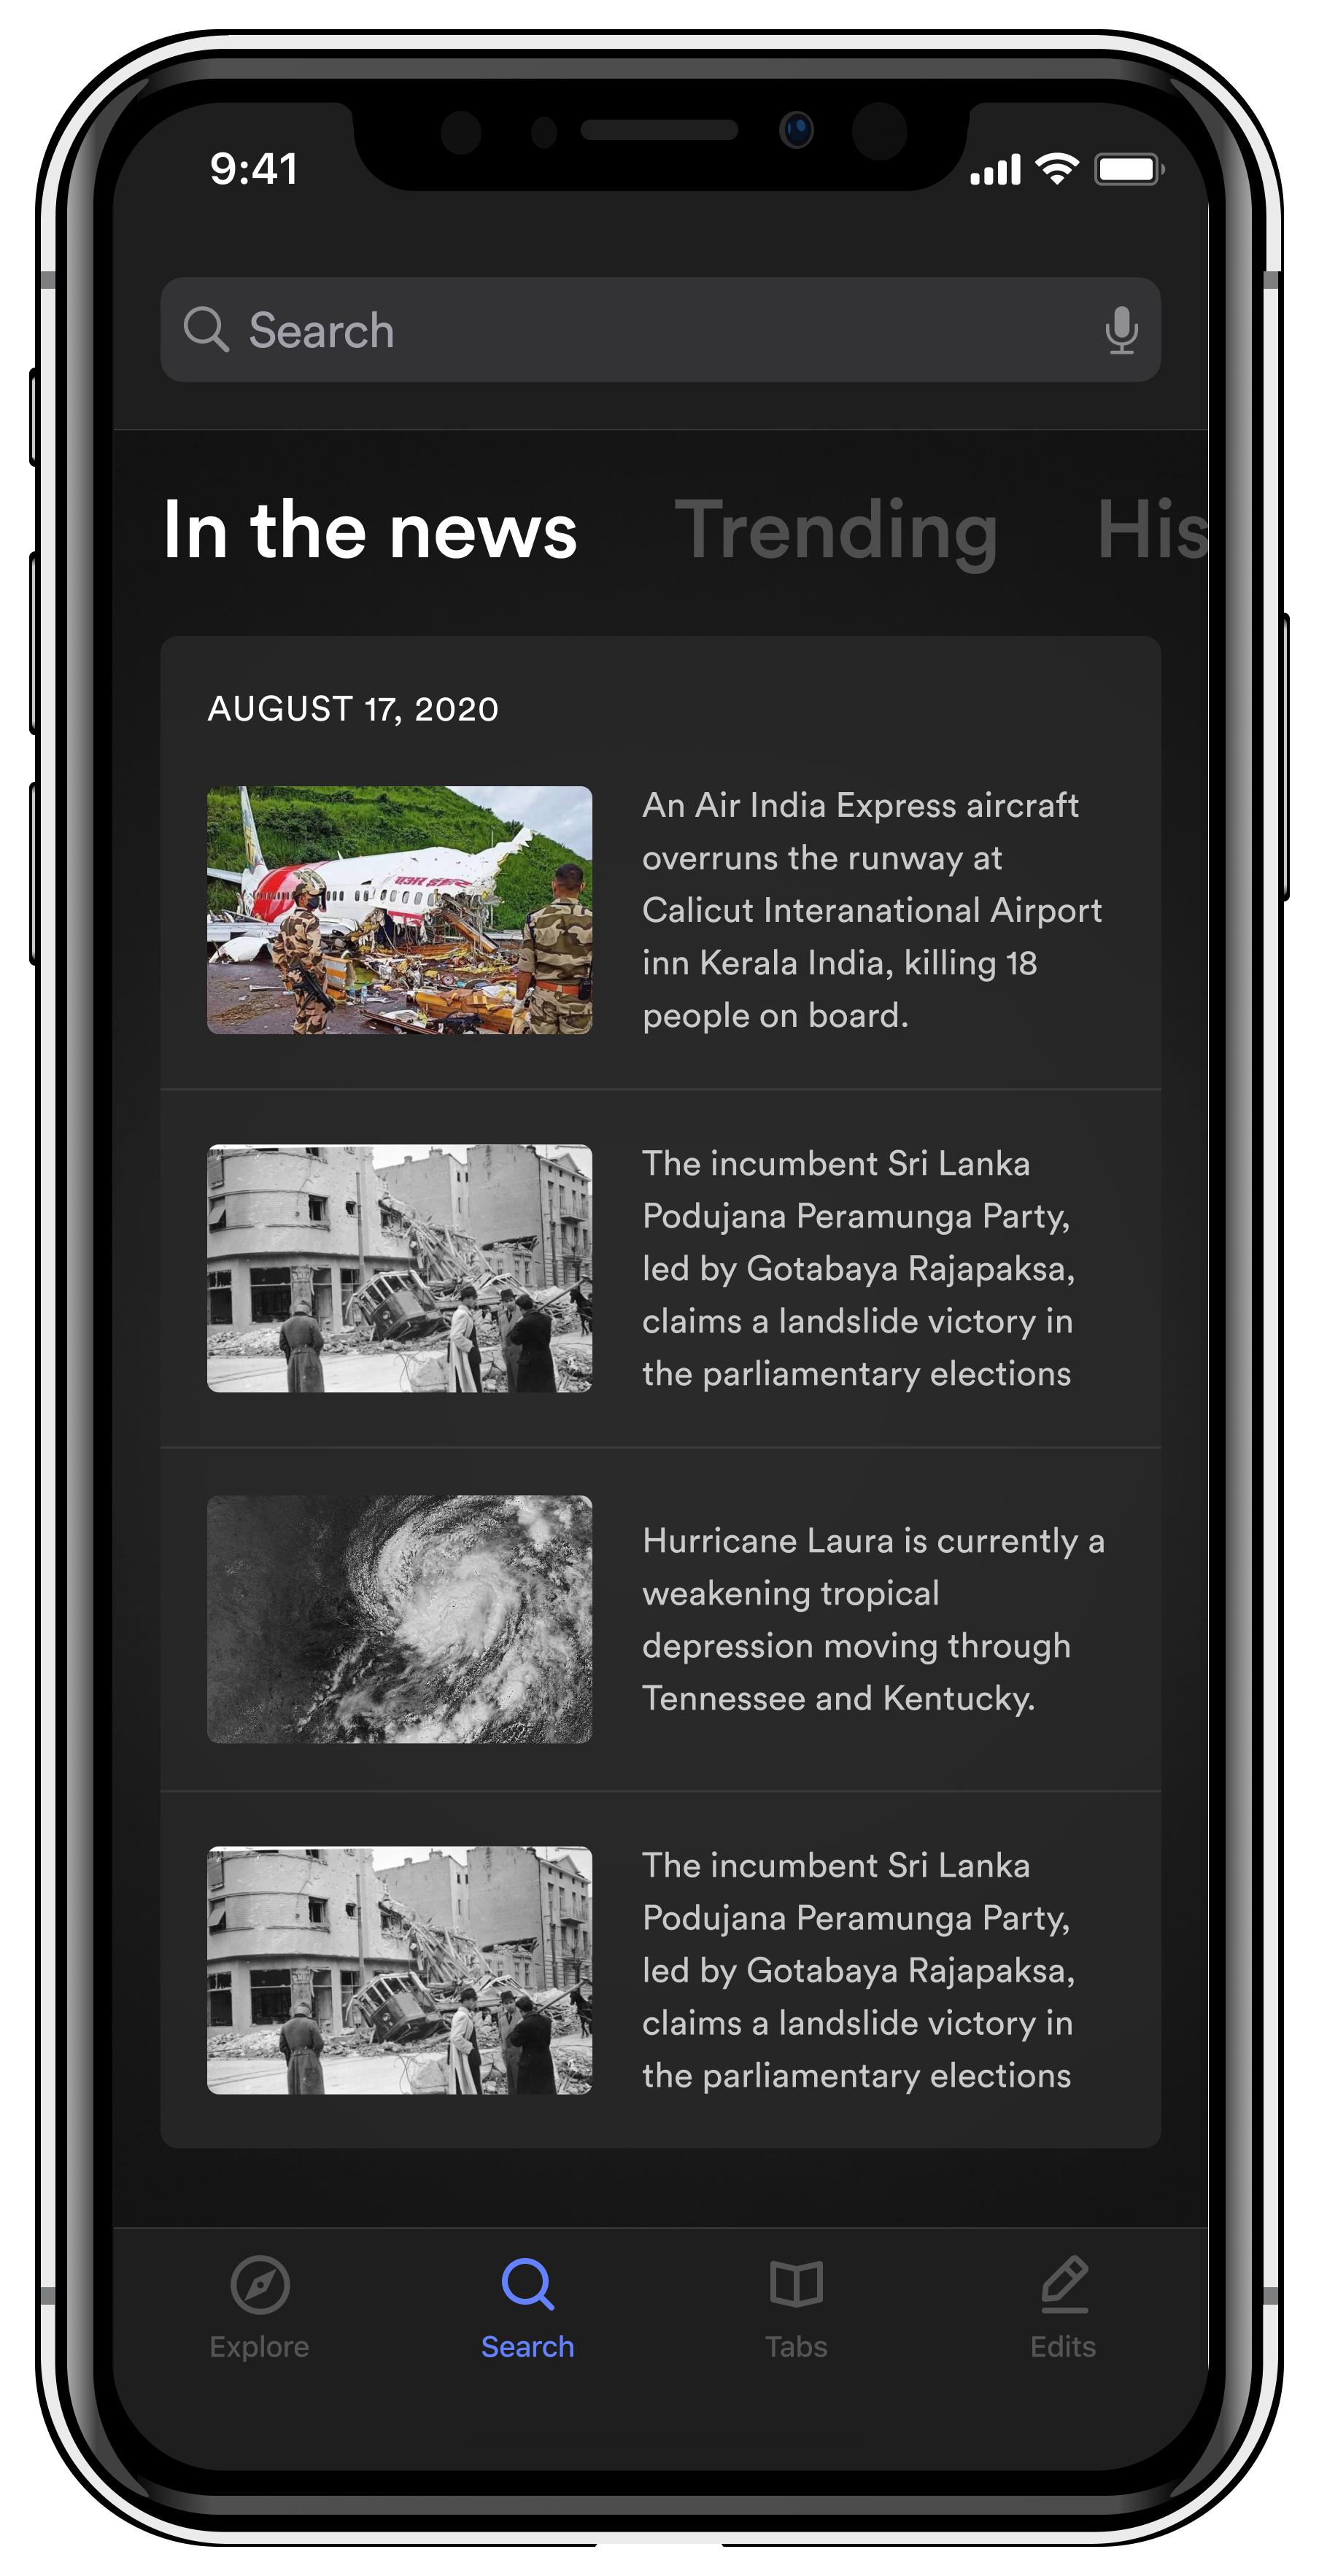 9:41
Search
In the news Trending His
AUGUST 17, 2020
An Air India Express aircraft
overruns the runway at
Calicut Interanational Airport
inn Kerala India, killing 18
people on board.
The incumbent Sri Lanka
Podujana Peramunga Party,
led by Gotabaya Rajapaksa,
claims a landslide victory in
the parliamentary elections
Hurricane Laura is currently a
weakening tropical
depression moving through
Tennessee and Kentucky.
The incumbent Sri Lanka
Podujana Peramunga Party,
led by Gotabaya Rajapaksa,
claims a landslide victory in
the parliamentary elections
Explore Search Tabs Edits